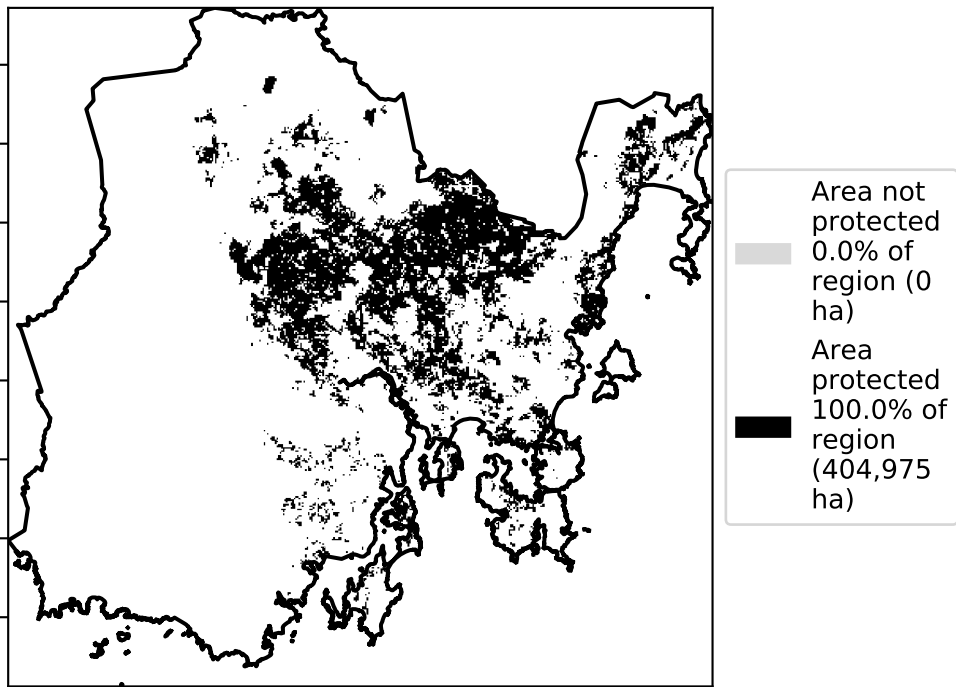 Area not
protected
0.0% of
region (0
ha)
Area
protected
100.0% of
region
(404,975
ha)